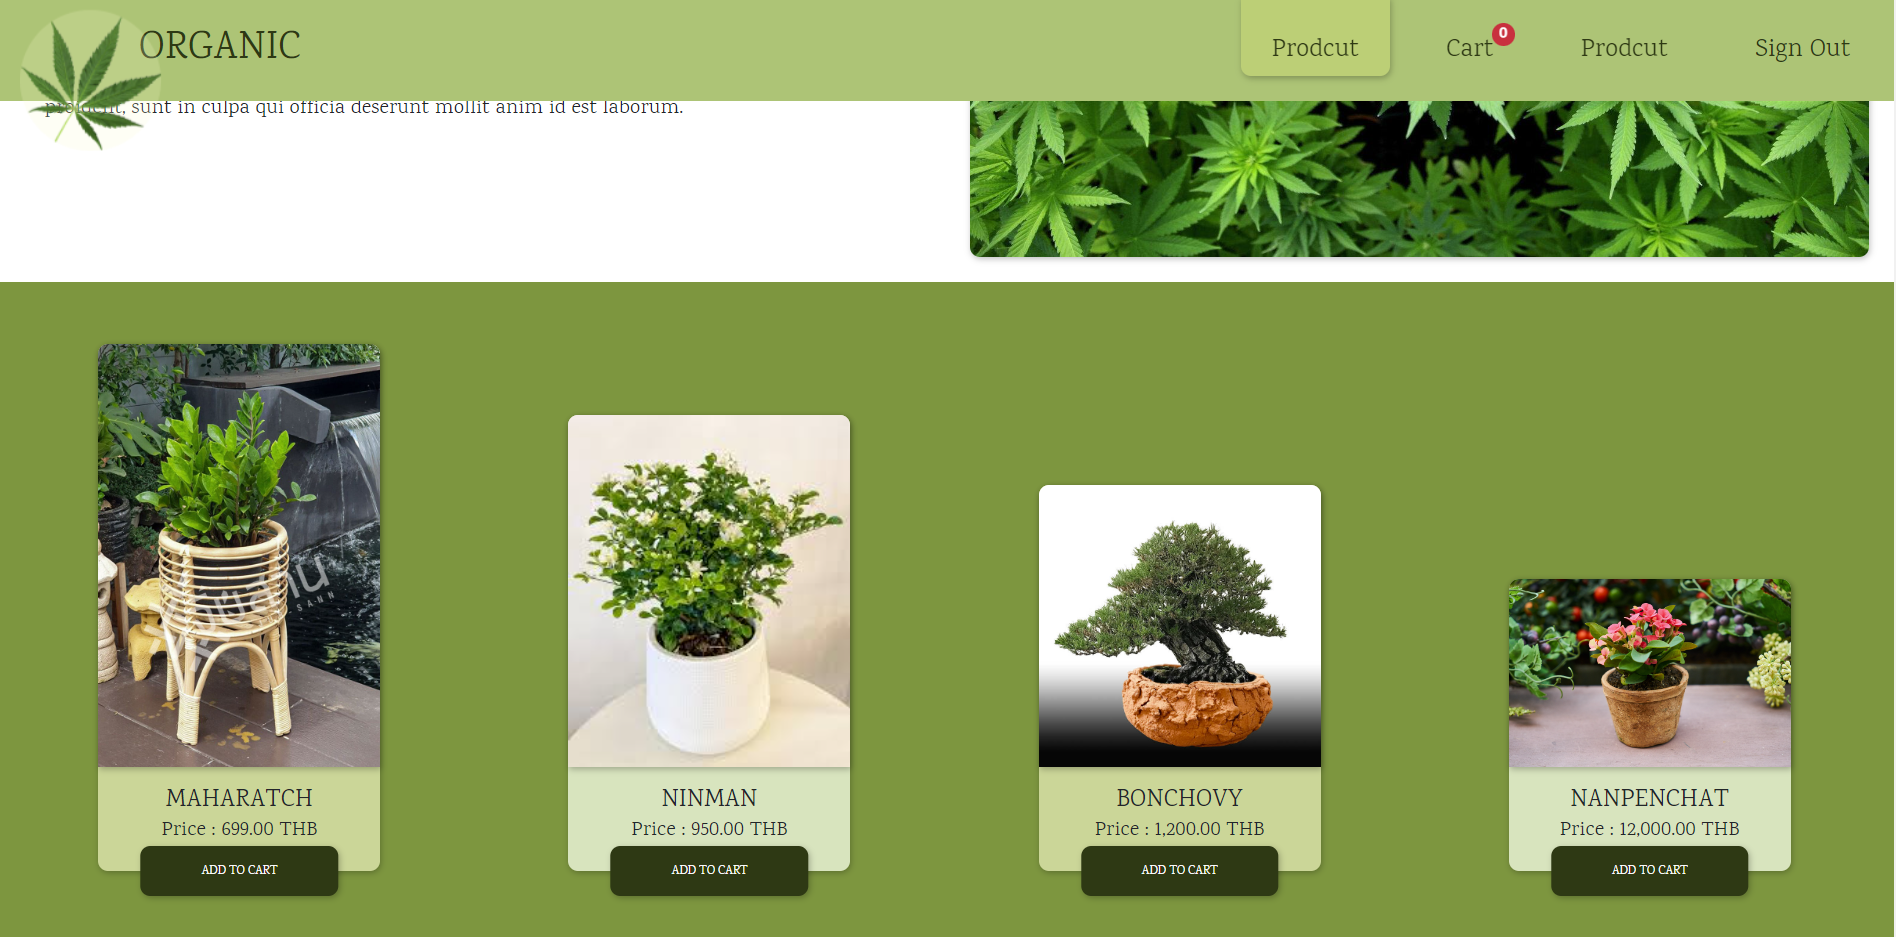 ORGANIC
Prodcut
Cart
0
Prodcut
Sign Out
proident, sunt in culpa qui officia deserunt mollit anim id est laborum.
MAHARATCH
Price : 699.00 THB
ADD TO CART
NINMAN
Price : 950.00 THB
ADD TO CART
BONCHOVY
Price : 1,200.00 THB
ADD TO CART
NANPENCHAT
Price : 12,000.00 THB
ADD TO CART